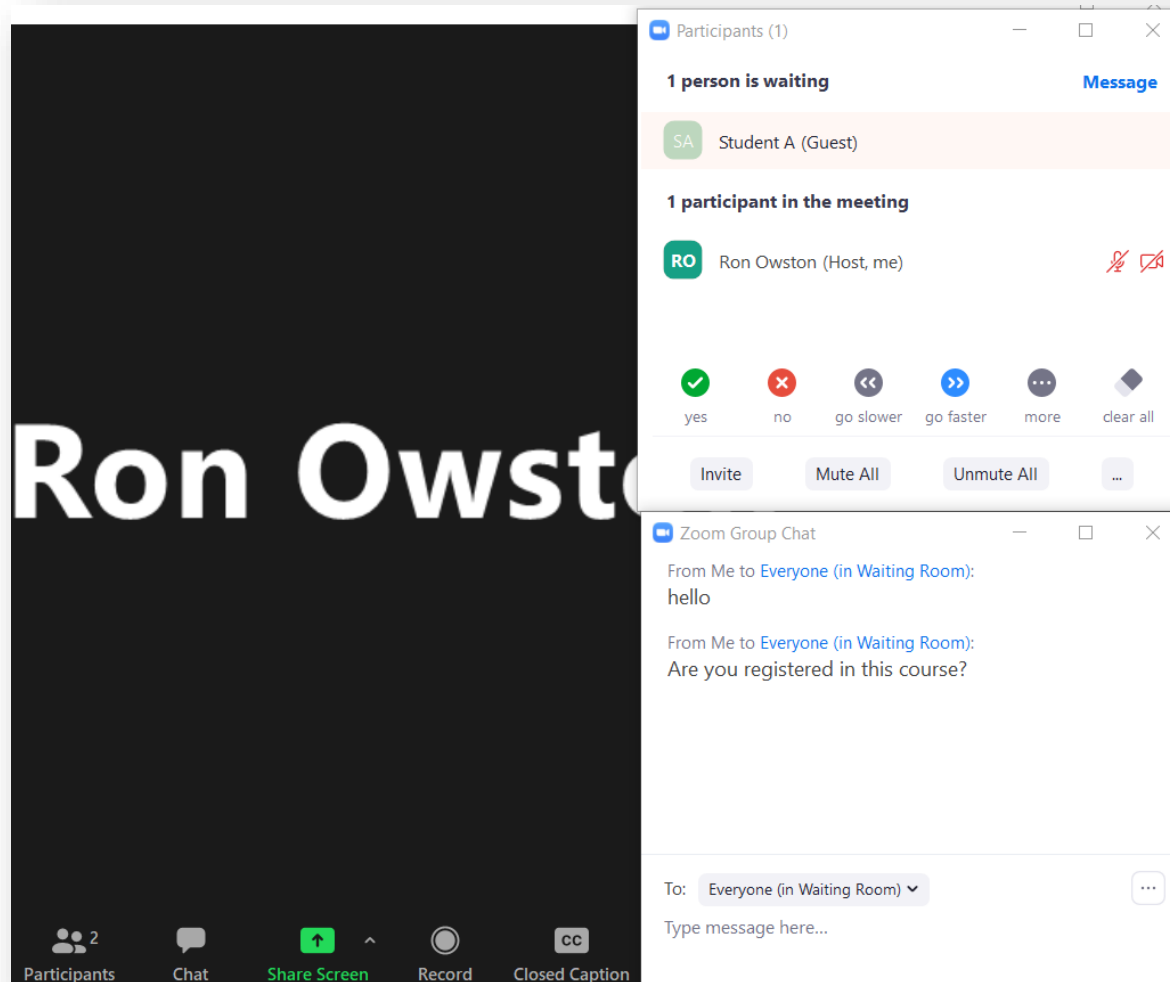 Participants (1)
1 person is waiting Message
SA Student A (Guest)
1 participant in the meeting
RO Ron Owston (Host, me)
yes no go slower go faster more clear all
Invite Mute All Unmute All ...
Ron Owst
Zoom Group Chat
From Me to Everyone (in Waiting Room):
hello
From Me to Everyone (in Waiting Room):
Are you registered in this course?
To: Everyone (in Waiting Room)
Type message here...
2 CC
Participants Chat Share Screen Record Closed Caption